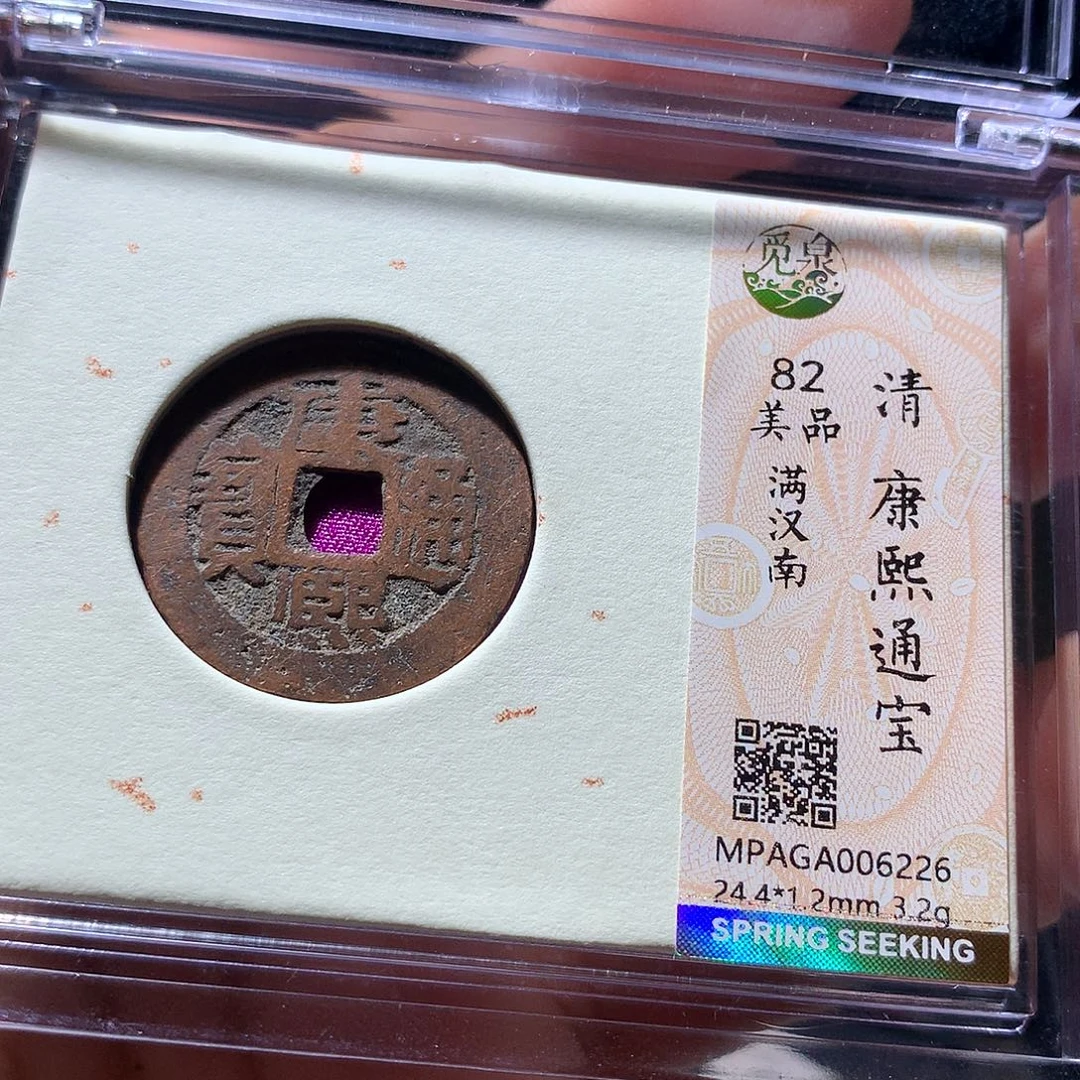 康熙通寶
觅泉
清 康熙通宝
82
美品
满汉南
MPAGA006226
24.4*1.2mm 3.2g
SPRING SEEKING